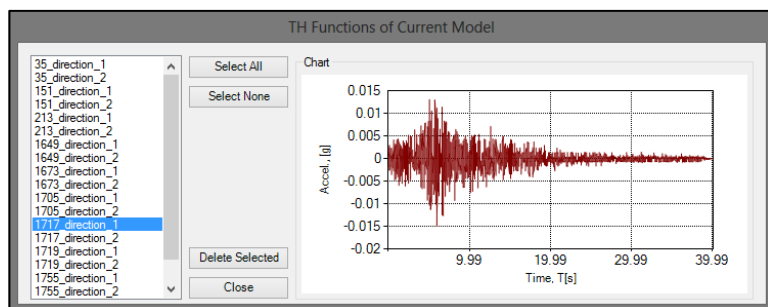 TH Functions of Current Model
35_direction_1
35_direction_2
151_direction_1
151_direction_2
213_direction_1
213_direction_2
1649_direction_1
1649_direction_2
1673_direction_1
1673_direction_2
1705_direction_1
1705_direction_2
1717_direction_1
1717_direction_2
1719_direction_1
1719_direction_2
1755_direction_1
1755_direction_2
Select All
Select None
Delete Selected
Close
Chart
0.015
0.01
0.005
0
-0.005
-0.01
-0.015
-0.02
Accel., [g]
9.99
19.99
29.99
39.99
Time, T[s]